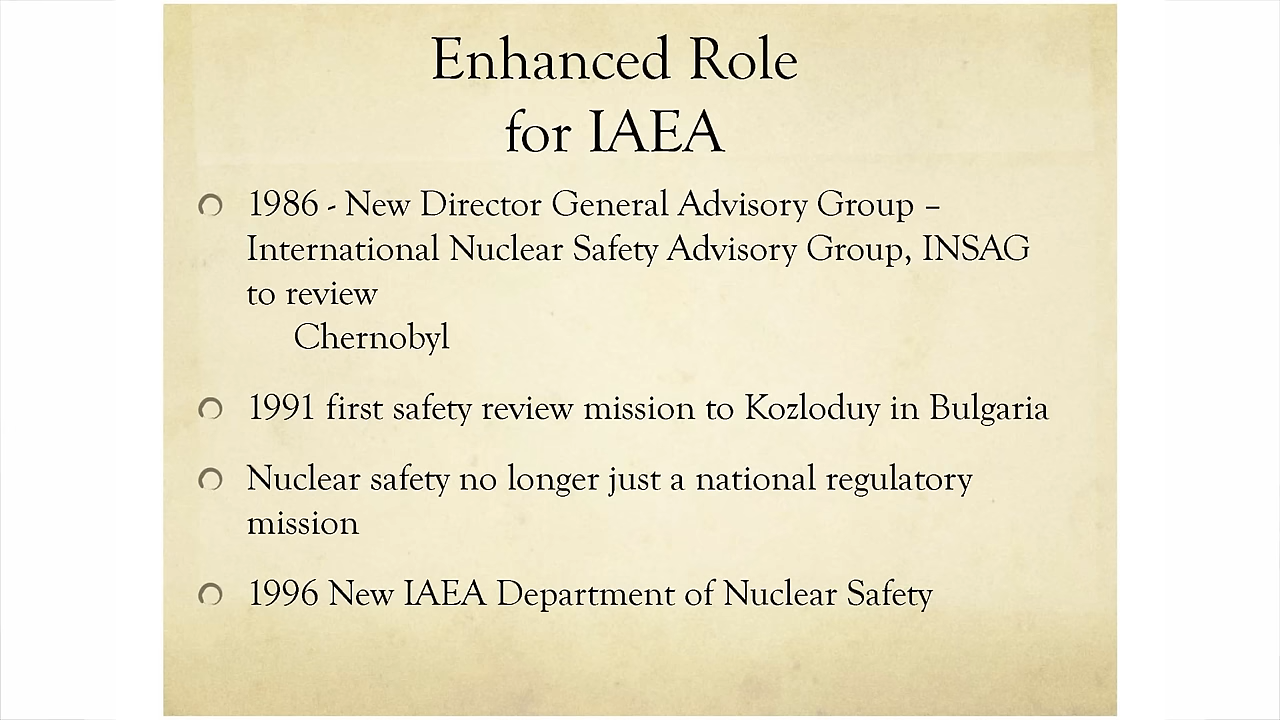 Enhanced Role
for IAEA
1986 - New Director General Advisory Group –
International Nuclear Safety Advisory Group, INSAG
to review
Chernobyl
1991 first safety review mission to Kozloduy in Bulgaria
Nuclear safety no longer just a national regulatory
mission
1996 New IAEA Department of Nuclear Safety